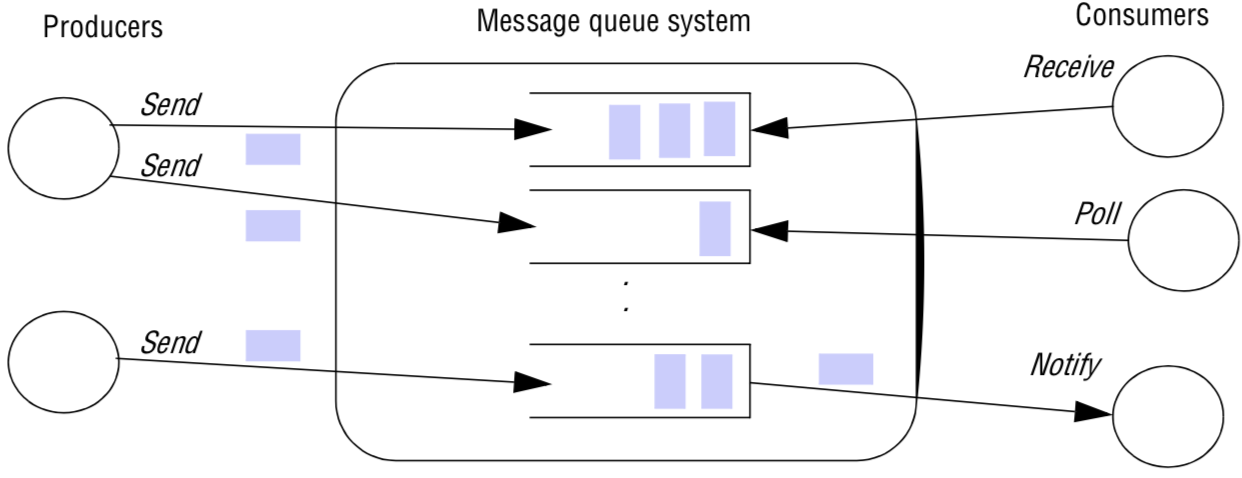 Producers
Message queue system
Consumers
Receive
Send
Send
Poll
Send
Notify